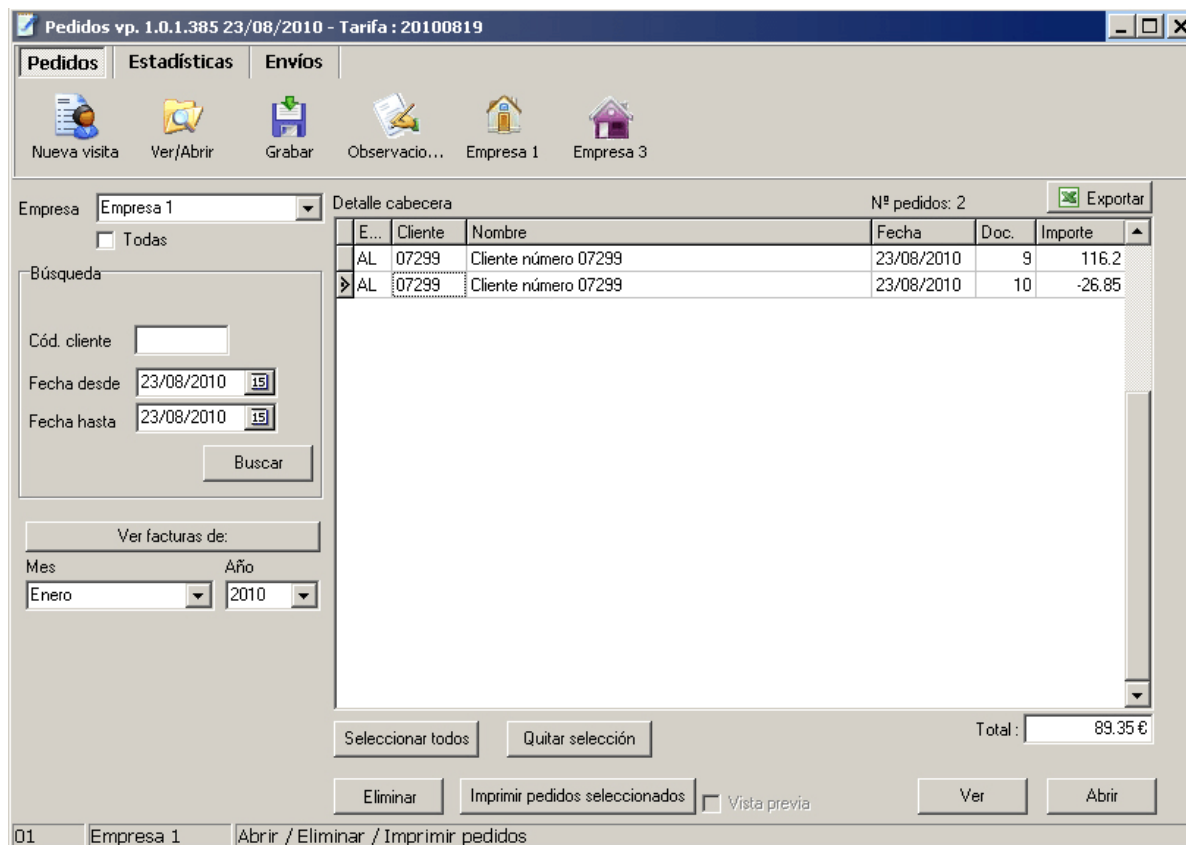 Pedidos vp. 1.0.1.385 23/08/2010 - Tarifa : 20100819
Pedidos Estadísticas Envíos
Nueva visita Ver/Abrir Grabar Observacio... Empresa 1 Empresa 3
Empresa Empresa 1
Todas
Detalle cabecera Nº pedidos: 2 Exportar
E... Cliente Nombre Fecha Doc. Importe
AL 07299 Cliente número 07299 23/08/2010 9 116.2
AL 07299 Cliente número 07299 23/08/2010 10 -26.85
Búsqueda
Cód. cliente
Fecha desde 23/08/2010 15
Fecha hasta 23/08/2010 15
Buscar
Ver facturas de:
Mes Año
Enero 2010
Total : 89.35 €
Seleccionar todos Quitar selección
Eliminar Imprimir pedidos seleccionados Vista previa Ver Abrir
01 Empresa 1 Abrir / Eliminar / Imprimir pedidos